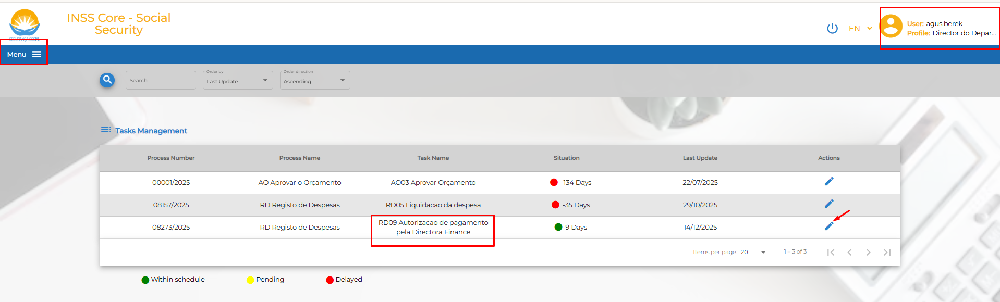 INSS Core - Social
Security
SEGURANÇA SOCIAL
EN
User: agus.berek
Profile: Director do Depar...
Menu
Search
Order by
Last Update
Order direction
Ascending
Tasks Management
Process Number Process Name Task Name Situation Last Update Actions
00001/2025 AO Aprovar o Orçamento AO03 Aprovar Orçamento -134 Days 22/07/2025
08157/2025 RD Registo de Despesas RD05 Liquidacao da despesa -35 Days 29/10/2025
08273/2025 RD Registo de Despesas RD09 Autorizacao de pagamento
pela Directora Finance 9 Days 14/12/2025
Items per page: 20 1 - 3 of 3
Within schedule Pending Delayed